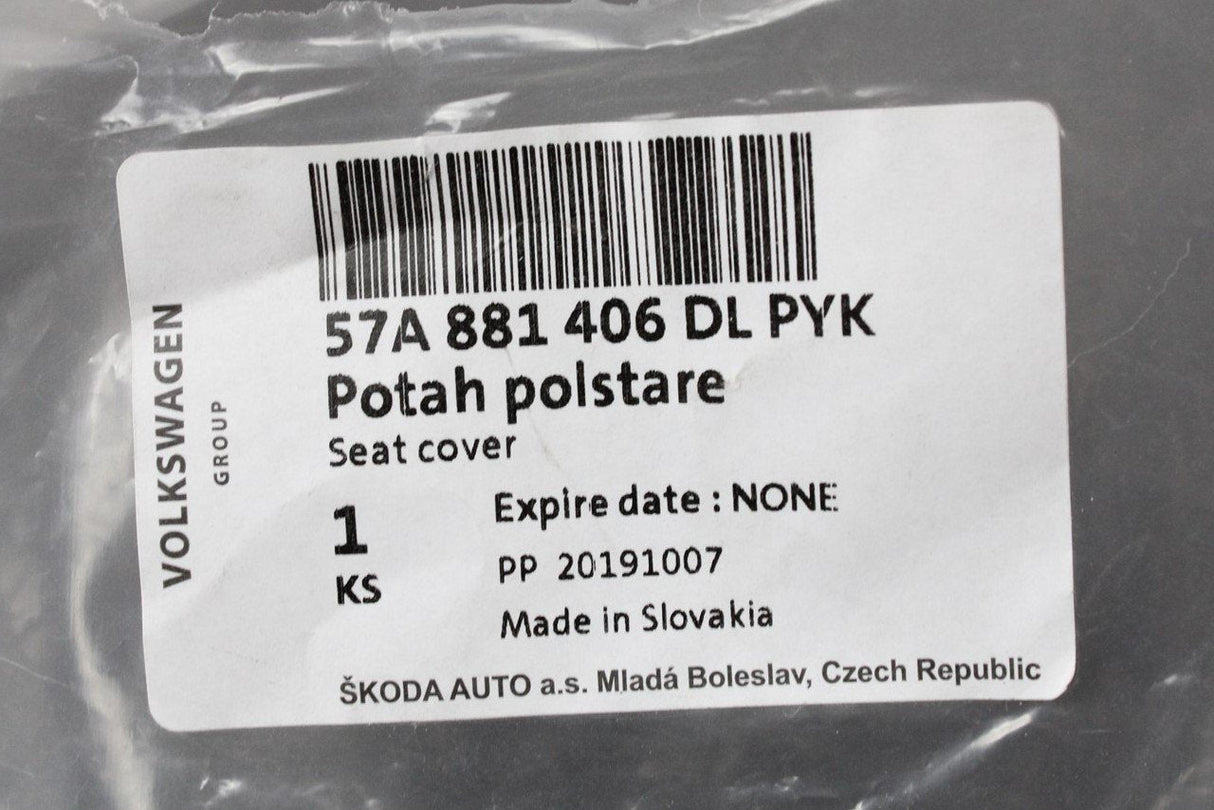 VOLKSWAGEN
GROUP
57A 881 406 DL PYK
Potah polstare
Seat cover
1
KS
Expire date : NONE
PP 20191007
Made in Slovakia
ŠKODA AUTO a.s. Mladá Boleslav, Czech Republic